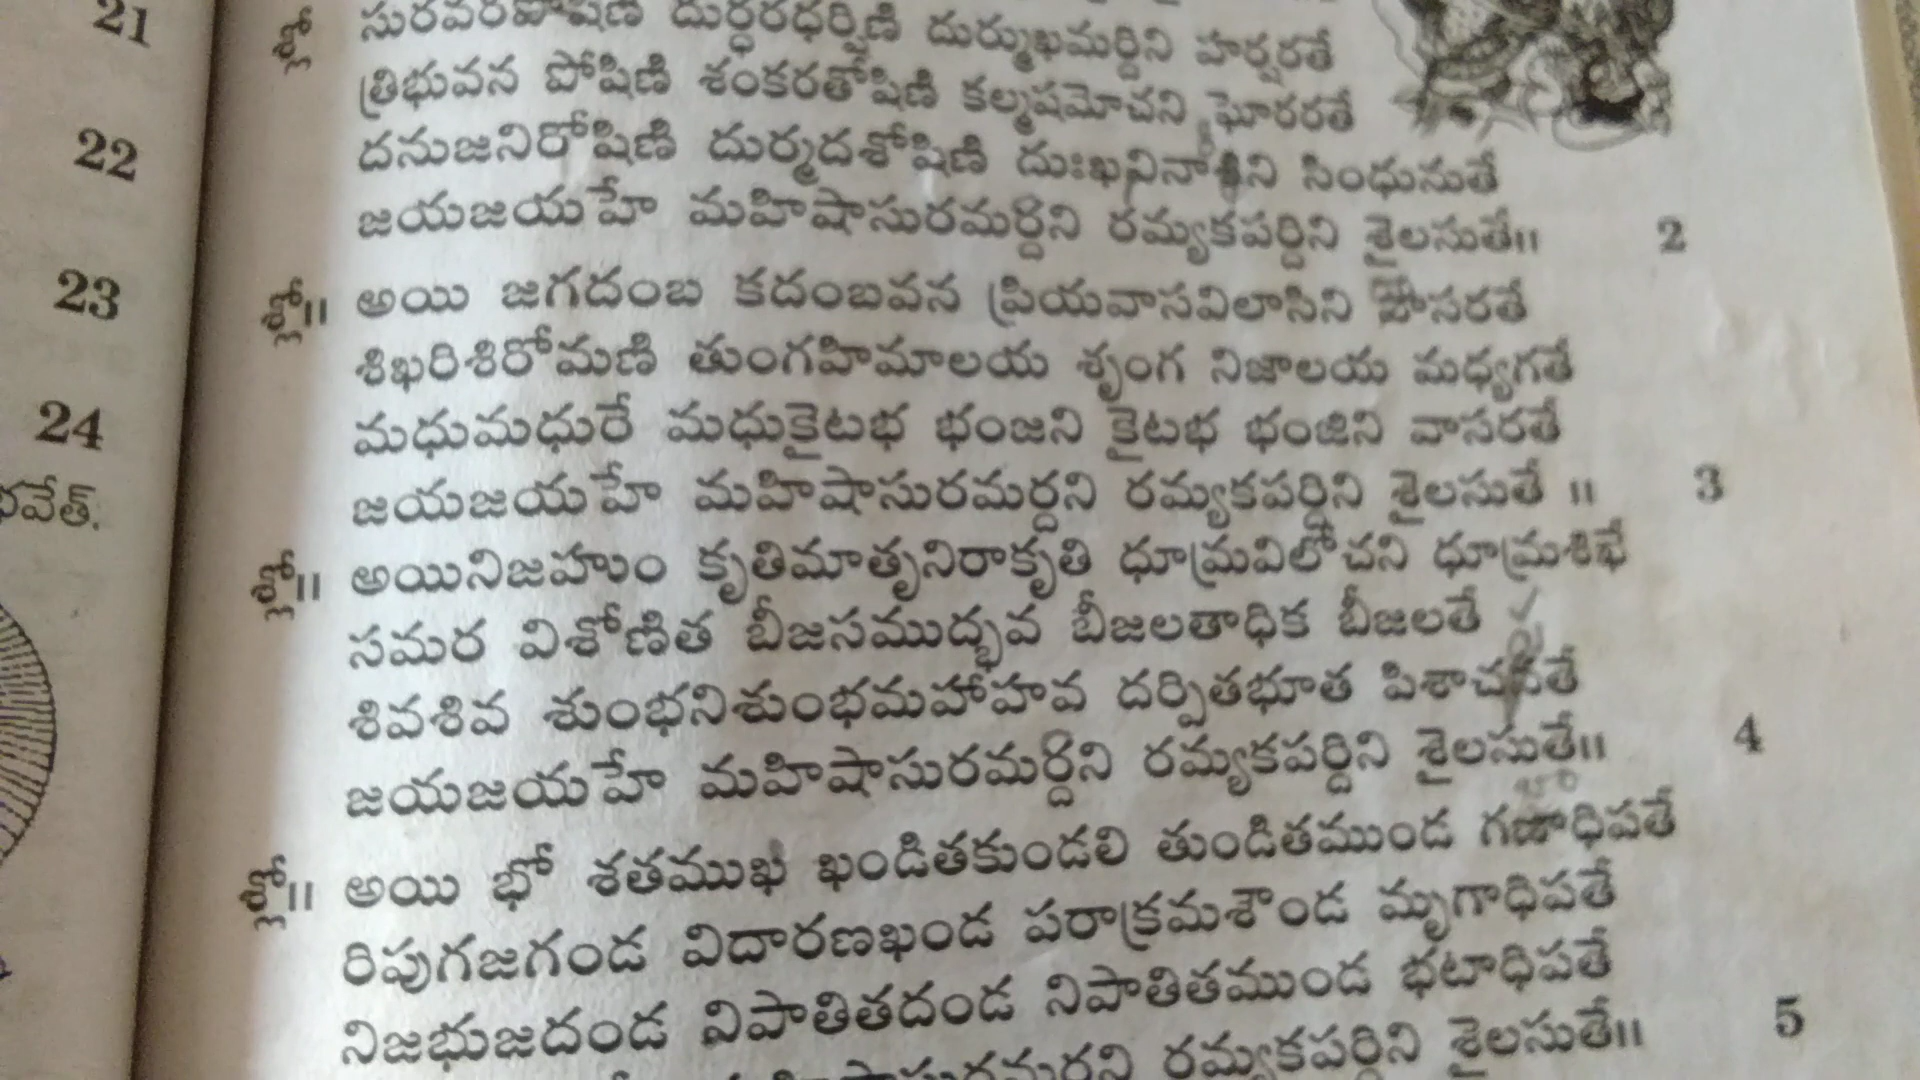 21
22
23
24
వేత్.
శ్లో సురవరవర్షిణి దుర్ధరధర్షిణి దుర్ముఖమర్షిని హర్షరతే
త్రిభువన పోషిణి శంకరతోషిణి కల్మషమోచని ఘోరరతే
దనుజనిరోషిణి దుర్మదశోషిణి దుఃఖనినాశిని సింధునుతే
జయజయహే మహిషాసురమర్దిని రమ్యకపర్దిని శైలసుతే॥ 2
శ్లో॥ అయి జగదంబ కదంబవన ప్రియవాసవిలాసిని హాసరతే
శిఖరిశిరోమణి తుంగహిమాలయ శృంగ నిజాలయ మధ్యగతే
మధుమధురే మధుకైటభ భంజని కైటభ భంజిని వాసరతే
జయజయహే మహిషాసురమర్దని రమ్యకపర్దిని శైలసుతే ॥ 3
శ్లో॥ అయినిజహుం కృతిమాతృనిరాకృతి ధూమ్రవిలోచని ధూమ్రశిఖే
సమర విశోణిత బీజసముద్భవ బీజలతాధిక బీజలతే
శివశివ శుంభనిశుంభమహాహవ దర్పితభూత పిశాచ
జయజయహే మహిషాసురమర్దిని రమ్యకపర్దిని శైలసుతే॥ 4
శ్లో॥ అయి భో శతముఖ ఖండితకుండలి తుండితముండ గణాధిపతే
రిపుగజగండ విదారణఖండ పరాక్రమశౌండ మృగాధిపతే
నిజభుజదండ విపాతితదండ నిపాతితముండ భటాధిపతే
రమ్యకపర్దిని శైలసుతే॥ 5